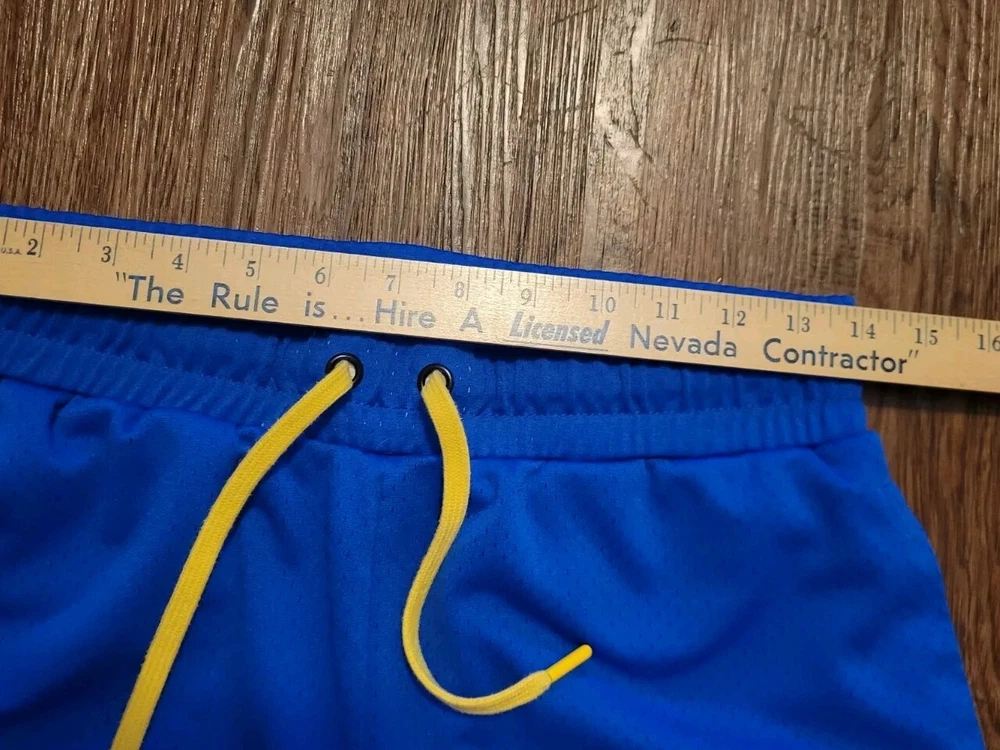 U.S.A. 2 3 4 5 6 7 8 9 10 11 12 13 14 15 16
"The Rule is... Hire A Licensed Nevada Contractor"